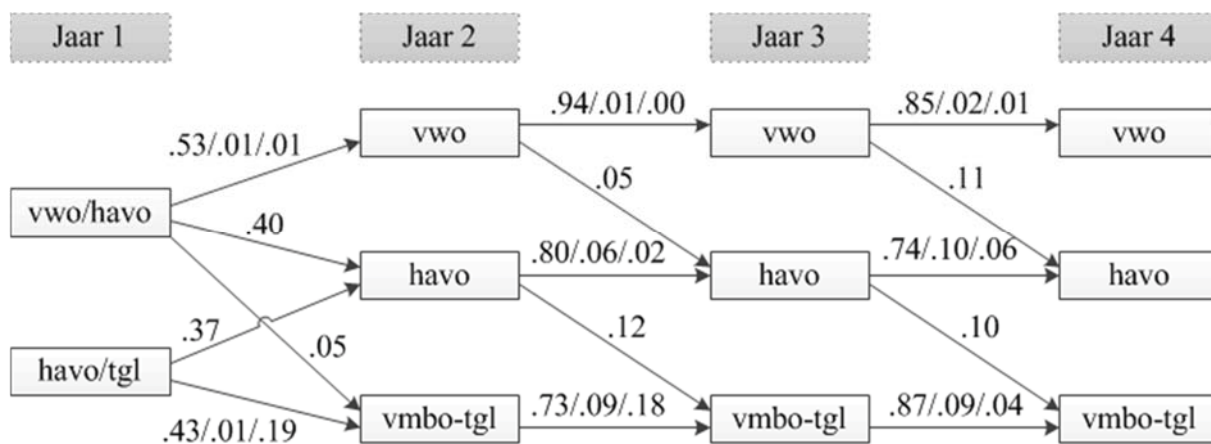 Jaar 1 Jaar 2 Jaar 3 Jaar 4
.94/.01/.00 .85/.02/.01
vwo vwo vwo
.53/.01/.01
.05 .11
vwo/havo
.40
.80/.06/.02 .74/.10/.06
havo havo havo
.37
.05 .12 .10
havo/tgl
.73/.09/.18 .87/.09/.04
vmbo-tgl vmbo-tgl vmbo-tgl
.43/.01/.19